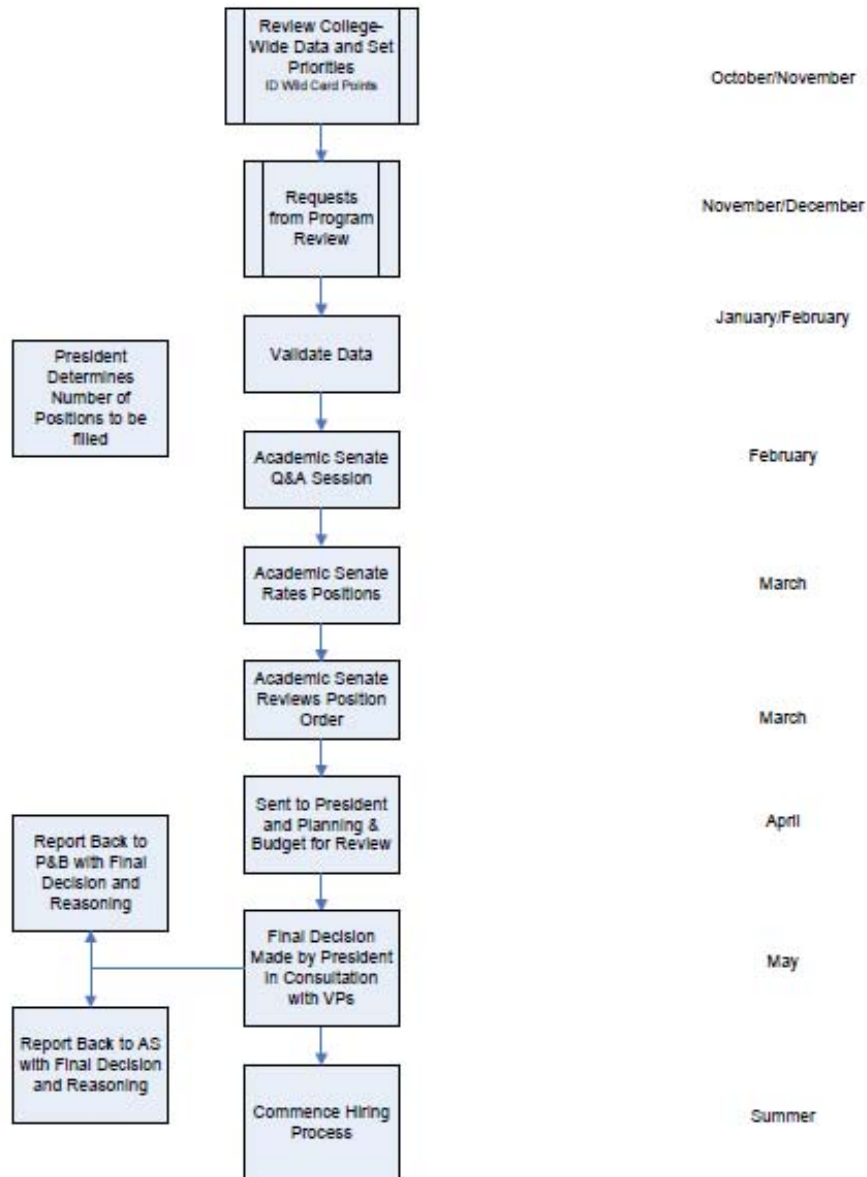 Review College-
Wide Data and Set
Priorities
ID Wild Card Points
October/November
Requests
from Program
Review
November/December
January/February
Validate Data
President
Determines
Number of
Positions to be
filled
Academic Senate
Q&A Session
February
Academic Senate
Rates Positions
March
Academic Senate
Reviews Position
Order
March
Sent to President
and Planning &
Budget for Review
April
Report Back to
P&B with Final
Decision and
Reasoning
Final Decision
Made by President
in Consultation
with VPs
May
Report Back to AS
with Final Decision
and Reasoning
Commence Hiring
Process
Summer